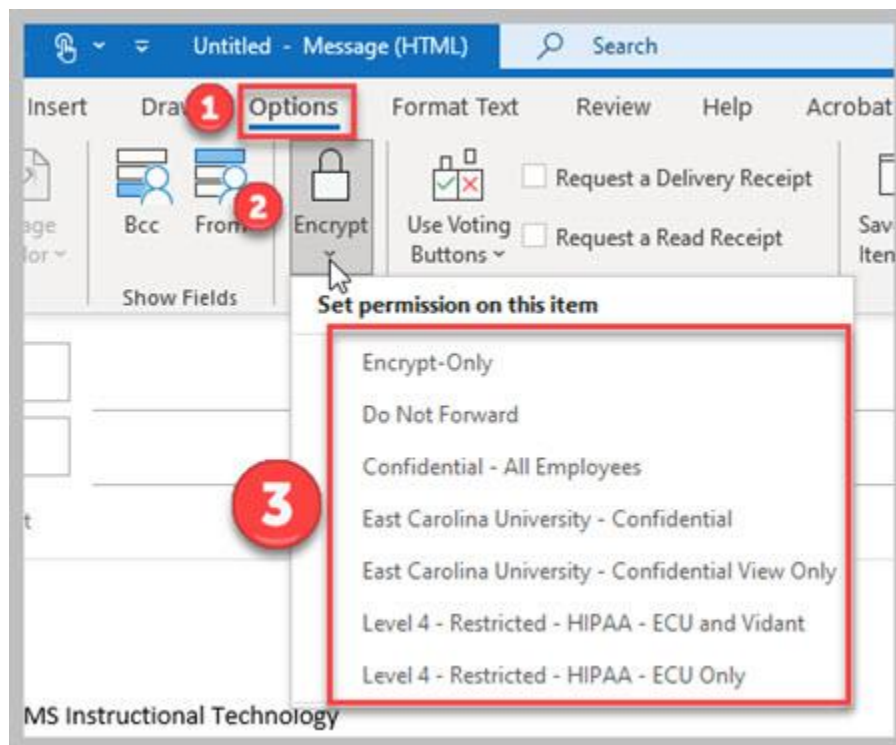 Untitled - Message (HTML)
Search
Insert
Options
Format Text
Review
Help
Acrobat
1
2
Bcc
From
Encrypt
Use Voting
Buttons
Request a Delivery Receipt
Request a Read Receipt
Show Fields
Set permission on this item
3
Encrypt-Only
Do Not Forward
Confidential - All Employees
East Carolina University - Confidential
East Carolina University - Confidential View Only
Level 4 - Restricted - HIPAA - ECU and Vidant
Level 4 - Restricted - HIPAA - ECU Only
MS Instructional Technology